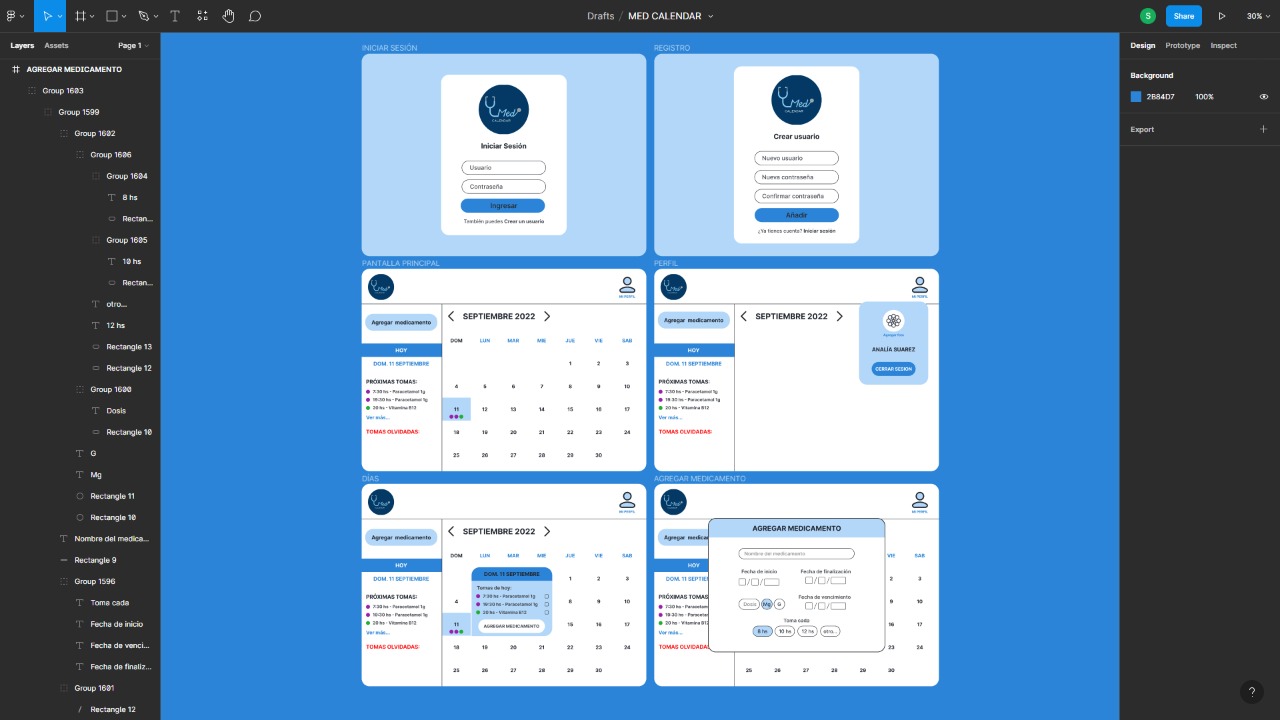 Drafts / MED CALENDAR
S
Share
30%
Layers
Assets
Page 1
Design
Prototype
Inspect
AGREGAR MEDICAMENTO
Group 1603
Group 1599
Group 1602
Group 1606
Group 1604
8 hs
Rectan...
Group 1605
10 hs
Rectan...
otro...
12 hs
Rectangle 13
Rectangle 12
Group 1600
Dosis
Rectangle 10
G
Mg
Rectangle 11
Rectangle 10
Nombre del medica...
Rectangle 9
Group 1596
Toma cada
Fecha de inicio
Fecha de venci...
Fecha de finaliz...
Group 1601
Rectangle 12
Background
2B84D7
100%
Export
?
INICIAR SESIÓN
Med
CALENDAR
Iniciar Sesión
Usuario
Contraseña
Ingresar
También puedes Crear un usuario
REGISTRO
Med
CALENDAR
Crear usuario
Nuevo usuario
Nueva contraseña
Confirmar contraseña
Añadir
¿Ya tienes cuenta? Iniciar sesión
PANTALLA PRINCIPAL
MI PERFIL
Agregar medicamento
HOY
DOM. 11 SEPTIEMBRE
PRÓXIMAS TOMAS:
7:30 hs - Paracetamol 1g
19:30 hs - Paracetamol 1g
20 hs - Vitamina B12
Ver más...
TOMAS OLVIDADAS:
SEPTIEMBRE 2022
DOM LUN MAR MIE JUE VIE SAB
1 2 3
4 5 6 7 8 9 10
11 12 13 14 15 16 17
18 19 20 21 22 23 24
25 26 27 28 29 30
PERFIL
MI PERFIL
Agregar medicamento
HOY
DOM. 11 SEPTIEMBRE
PRÓXIMAS TOMAS:
7:30 hs - Paracetamol 1g
19:30 hs - Paracetamol 1g
20 hs - Vitamina B12
Ver más...
TOMAS OLVIDADAS:
SEPTIEMBRE 2022
ANALÍA SUAREZ
CERRAR SESIÓN
DÍAS
MI PERFIL
Agregar medicamento
HOY
DOM. 11 SEPTIEMBRE
PRÓXIMAS TOMAS:
7:30 hs - Paracetamol 1g
19:30 hs - Paracetamol 1g
20 hs - Vitamina B12
Ver más...
TOMAS OLVIDADAS:
SEPTIEMBRE 2022
DOM LUN MAR MIE JUE VIE SAB
1 2 3
4 8 9 10
11 15 16 17
18 19 20 21 22 23 24
25 26 27 28 29 30
DOM. 11 SEPTIEMBRE
Tomas de hoy:
7:30 hs - Paracetamol 1g
19:30 hs - Paracetamol 1g
20 hs - Vitamina B12
AGREGAR MEDICAMENTO
AGREGAR MEDICAMENTO
MI PERFIL
Agregar medicam
HOY
DOM. 11 SEPTIEMBRE
PRÓXIMAS TOMAS:
7:30 hs - Paracet
19:30 hs - Parace
20 hs - Vitamina
Ver más...
TOMAS OLVIDADAS:
VIE SAB
2 3
9 10
16 17
23 24
25 26 27 28 29 30
AGREGAR MEDICAMENTO
Nombre del medicamento
Fecha de inicio
Fecha de finalización
/ /
/ /
Dosis
Mg
G
Fecha de vencimiento
/ /
Toma cada
8 hs
10 hs
12 hs
otro...